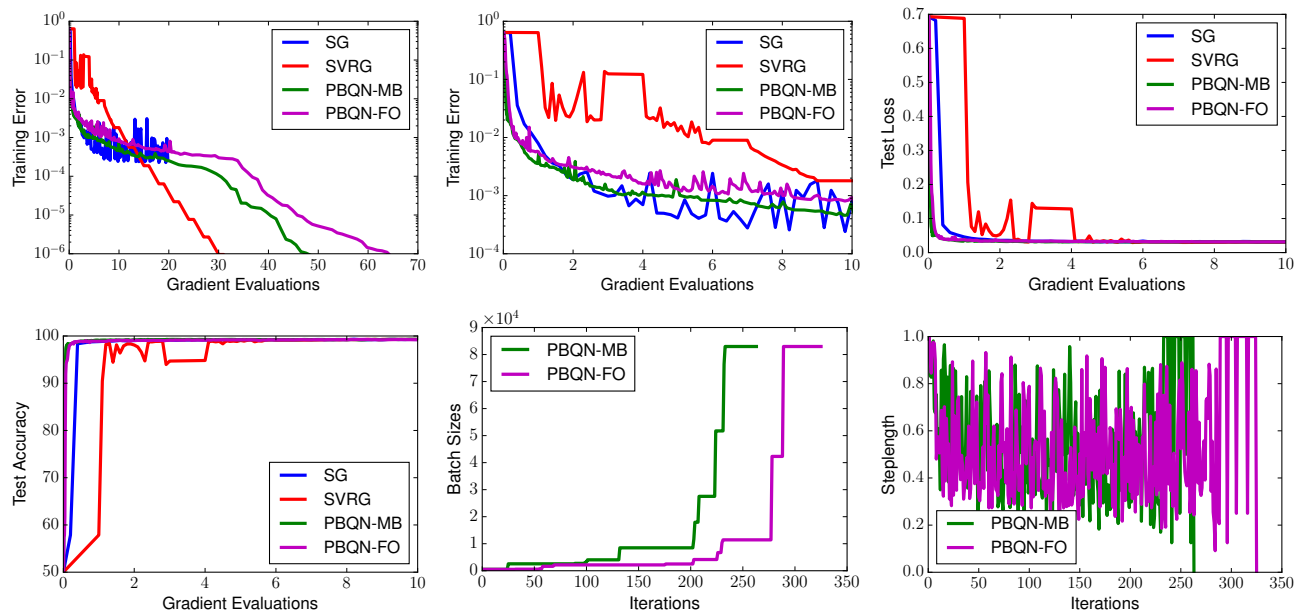 10^0
10^-1
10^-2
10^-3
10^-4
10^-5
10^-6
0 10 20 30 40 50 60 70
Training Error
Gradient Evaluations
SG
SVRG
PBQN-MB
PBQN-FO
10^0
10^-1
10^-2
10^-3
10^-4
0 2 4 6 8 10
Training Error
Gradient Evaluations
SG
SVRG
PBQN-MB
PBQN-FO
0.7
0.6
0.5
0.4
0.3
0.2
0.1
0.0
0 2 4 6 8 10
Test Loss
Gradient Evaluations
SG
SVRG
PBQN-MB
PBQN-FO
100
90
80
70
60
50
0 2 4 6 8 10
Test Accuracy
Gradient Evaluations
SG
SVRG
PBQN-MB
PBQN-FO
×10^4
9
8
7
6
5
4
3
2
1
0
0 50 100 150 200 250 300 350
Batch Sizes
Iterations
PBQN-MB
PBQN-FO
1.0
0.8
0.6
0.4
0.2
0.0
0 50 100 150 200 250 300 350
Steplength
Iterations
PBQN-MB
PBQN-FO